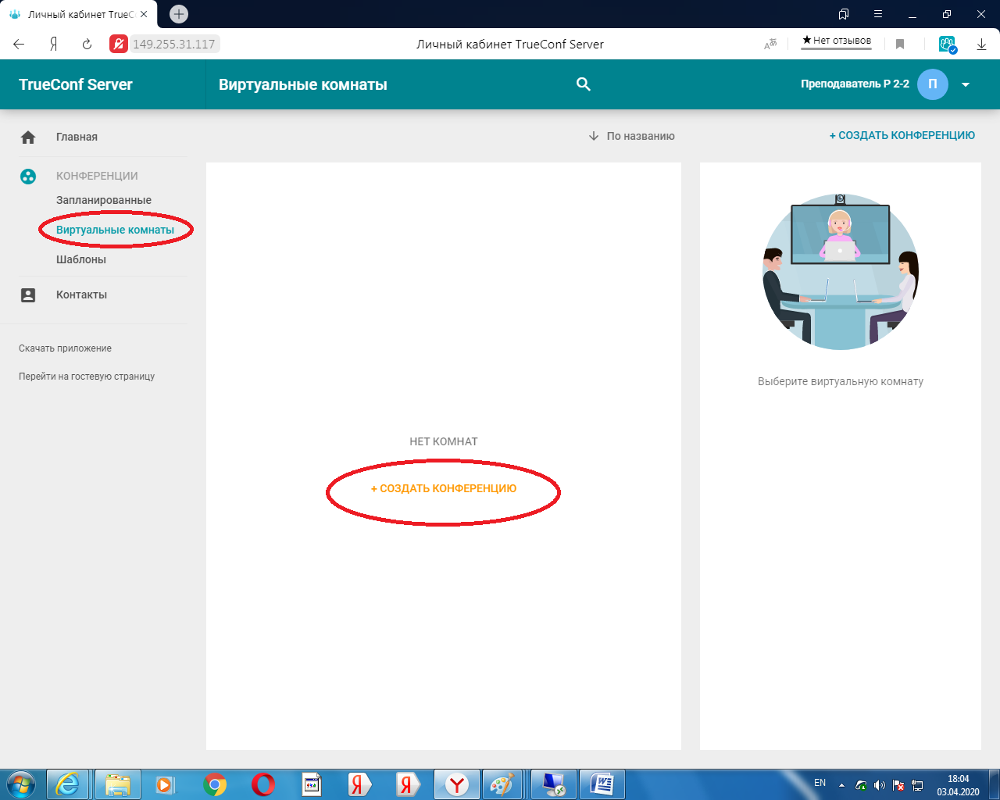 Личный кабинет TrueC
149.255.31.117
Личный кабинет TrueConf Server
★Нет отзывов
TrueConf Server
Виртуальные комнаты
Преподаватель Р 2-2
П
Главная
По названию
+ СОЗДАТЬ КОНФЕРЕНЦИЮ
КОНФЕРЕНЦИИ
Запланированные
Виртуальные комнаты
Шаблоны
Контакты
Скачать приложение
Перейти на гостевую страницу
Выберите виртуальную комнату
НЕТ КОМНАТ
+ СОЗДАТЬ КОНФЕРЕНЦИЮ
EN
18:04
03.04.2020